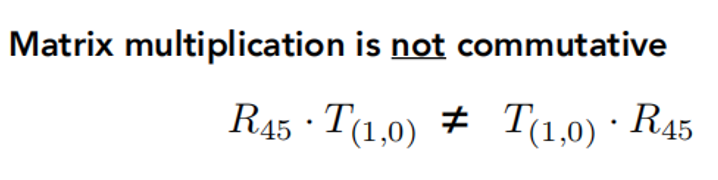 Matrix multiplication is not commutative
R₄₅ · T₍₁,₀₎ ≠ T₍₁,₀₎ · R₄₅